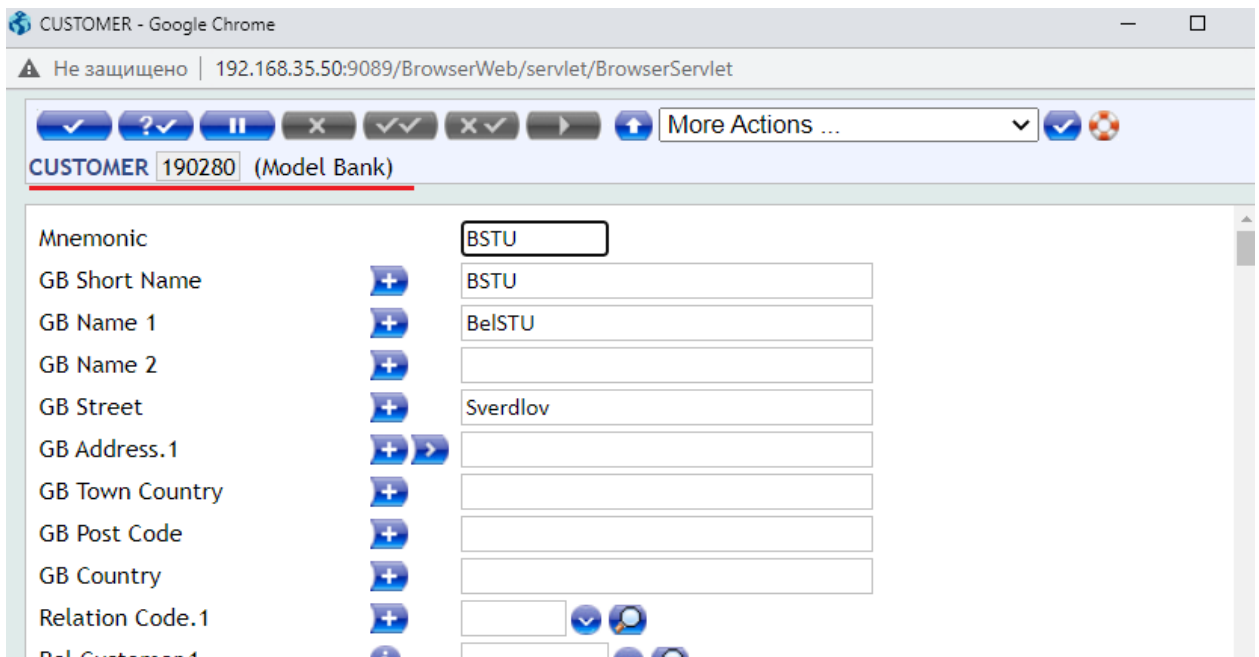 CUSTOMER - Google Chrome
Не защищено | 192.168.35.50:9089/BrowserWeb/servlet/BrowserServlet
More Actions ...
CUSTOMER 190280 (Model Bank)
Mnemonic BSTU
GB Short Name BSTU
GB Name 1 BelSTU
GB Name 2
GB Street Sverdlov
GB Address.1
GB Town Country
GB Post Code
GB Country
Relation Code.1